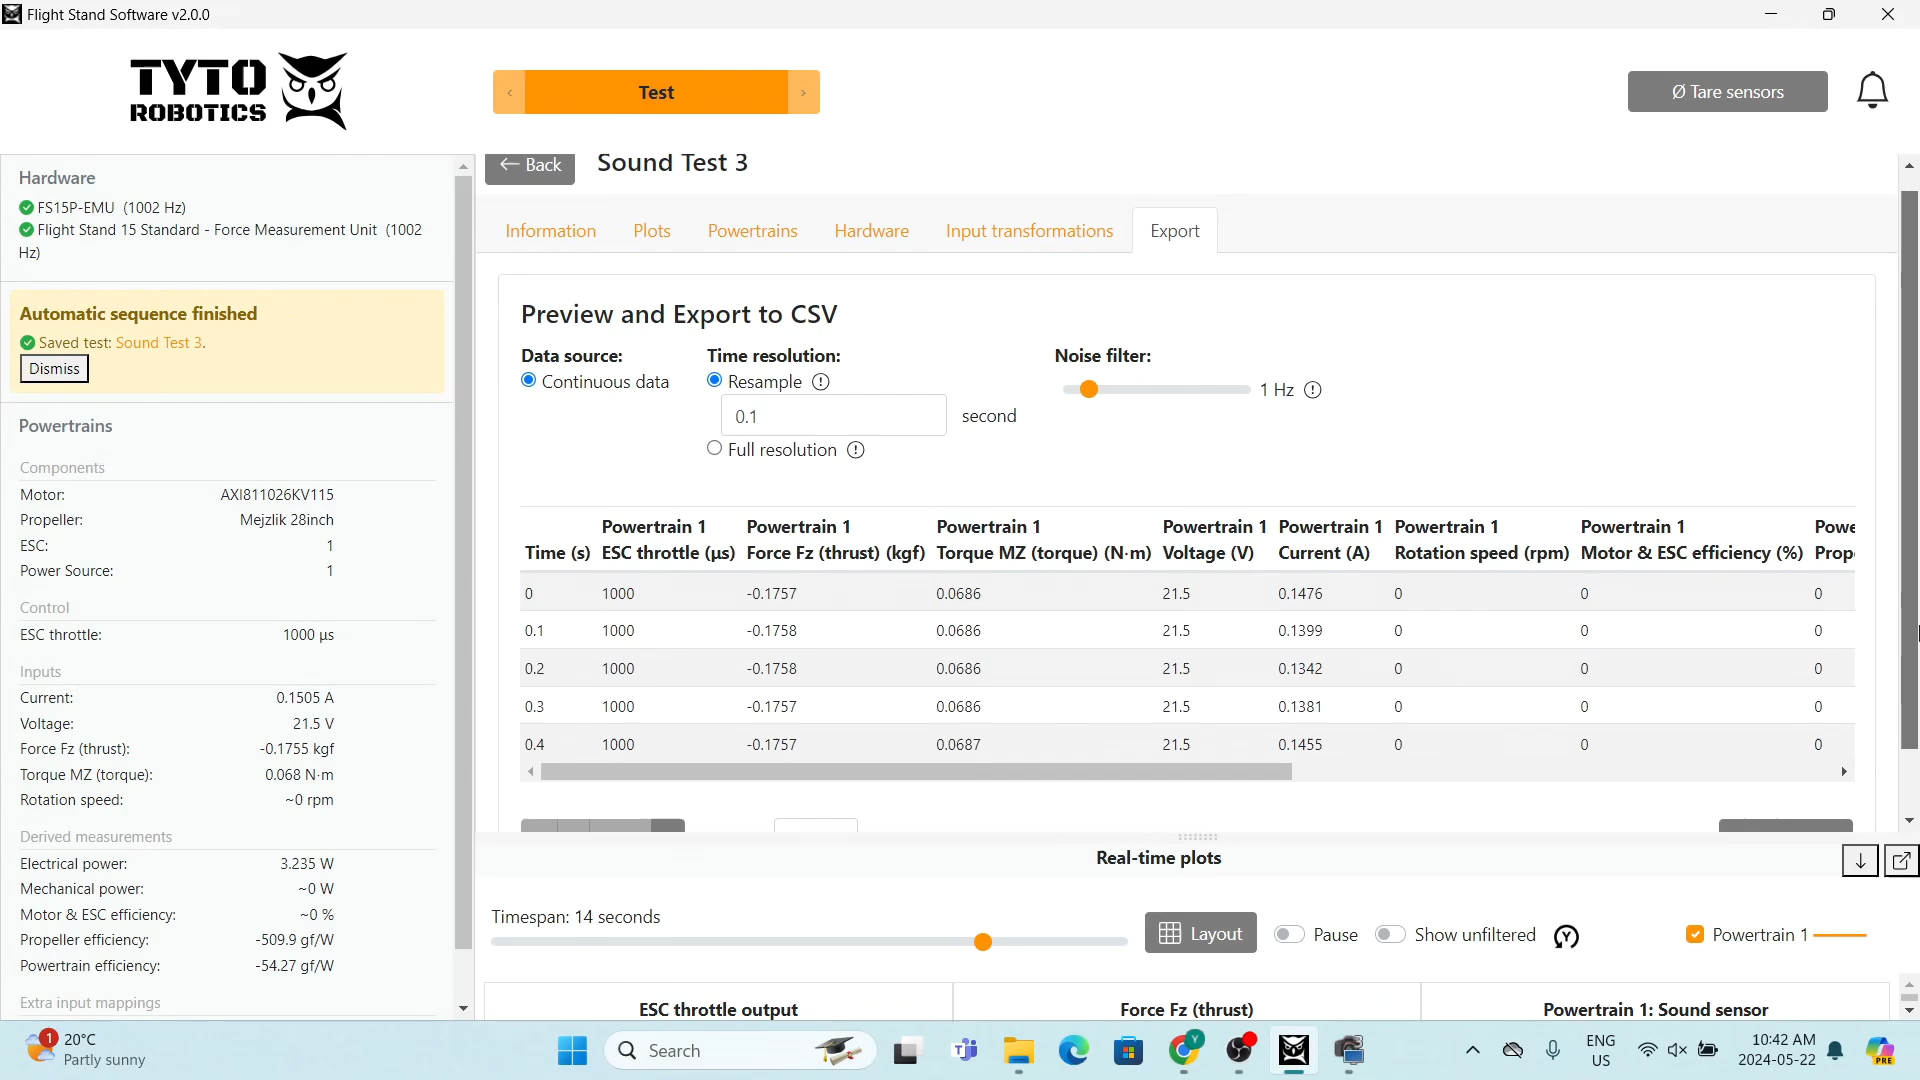 Flight Stand Software v2.0.0
TYTO
ROBOTICS
Test
Ø Tare sensors
Hardware
FS15P-EMU (1002 Hz)
Flight Stand 15 Standard - Force Measurement Unit (1002
Hz)
Automatic sequence finished
Saved test: Sound Test 3.
Dismiss
Powertrains
Components
Motor: AXI811026KV115
Propeller: Mejzlik 28inch
ESC: 1
Power Source: 1
Control
ESC throttle: 1000 µs
Inputs
Current: 0.1505 A
Voltage: 21.5 V
Force Fz (thrust): -0.1755 kgf
Torque MZ (torque): 0.068 N·m
Rotation speed: ~0 rpm
Derived measurements
Electrical power: 3.235 W
Mechanical power: ~0 W
Motor & ESC efficiency: ~0 %
Propeller efficiency: -509.9 gf/W
Powertrain efficiency: -54.27 gf/W
Extra input mappings
← Back Sound Test 3
Information Plots Powertrains Hardware Input transformations Export
Preview and Export to CSV
Data source: Time resolution: Noise filter:
Continuous data Resample 1 Hz
0.1 second
Full resolution
Powertrain 1 Powertrain 1 Powertrain 1 Powertrain 1 Powertrain 1 Powertrain 1 Powertrain 1 Powe
Time (s) ESC throttle (µs) Force Fz (thrust) (kgf) Torque MZ (torque) (N·m) Voltage (V) Current (A) Rotation speed (rpm) Motor & ESC efficiency (%) Prop
0 1000 -0.1757 0.0686 21.5 0.1476 0 0 0
0.1 1000 -0.1758 0.0686 21.5 0.1399 0 0 0
0.2 1000 -0.1758 0.0686 21.5 0.1342 0 0 0
0.3 1000 -0.1757 0.0686 21.5 0.1381 0 0 0
0.4 1000 -0.1757 0.0687 21.5 0.1455 0 0 0
Real-time plots
Timespan: 14 seconds
Layout Pause Show unfiltered Y Powertrain 1
ESC throttle output Force Fz (thrust) Powertrain 1: Sound sensor
1 20°C
Partly sunny
Search
Y
ENG
US
10:42 AM
2024-05-22
PRE